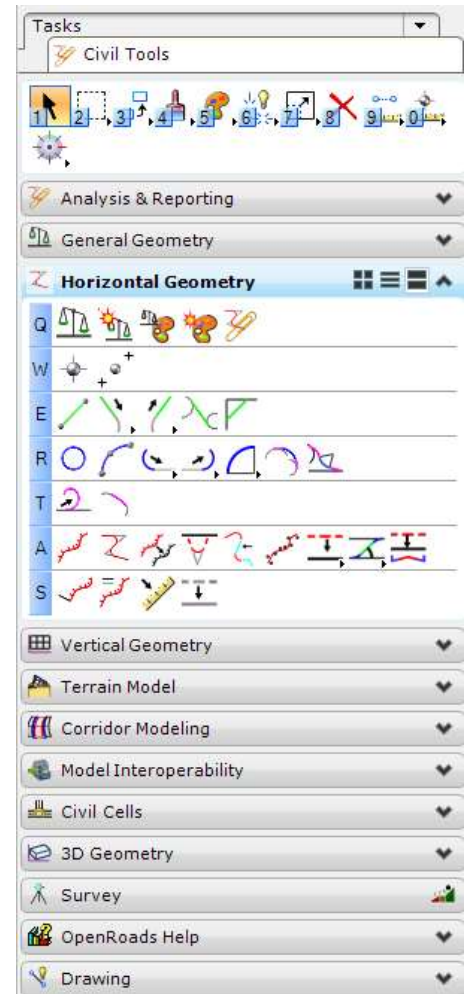 Tasks
Civil Tools
1 2 3 4 5 6 7 8 9 0
Analysis & Reporting
General Geometry
Horizontal Geometry
Q
W
E
R
T
A
S
Vertical Geometry
Terrain Model
Corridor Modeling
Model Interoperability
Civil Cells
3D Geometry
Survey
OpenRoads Help
Drawing